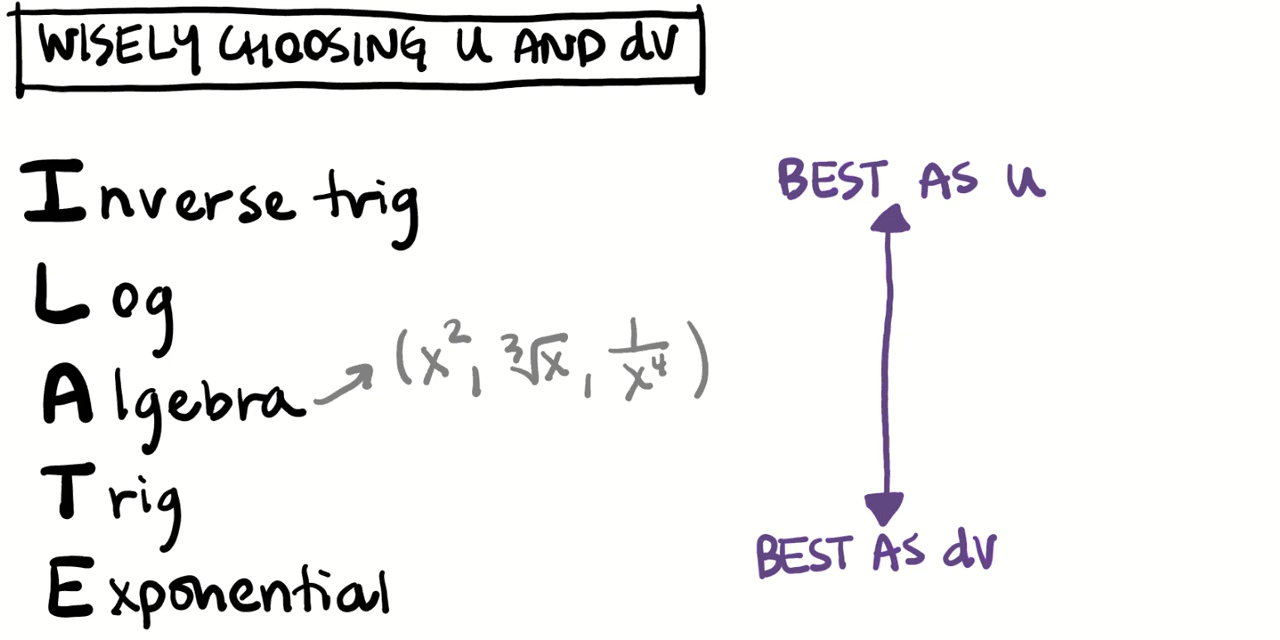 WISELY CHOOSING u AND dv
Inverse trig
BEST AS u
Log
Algebra → (x², ∛x, 1/x⁴)
Trig
BEST AS dv
Exponential